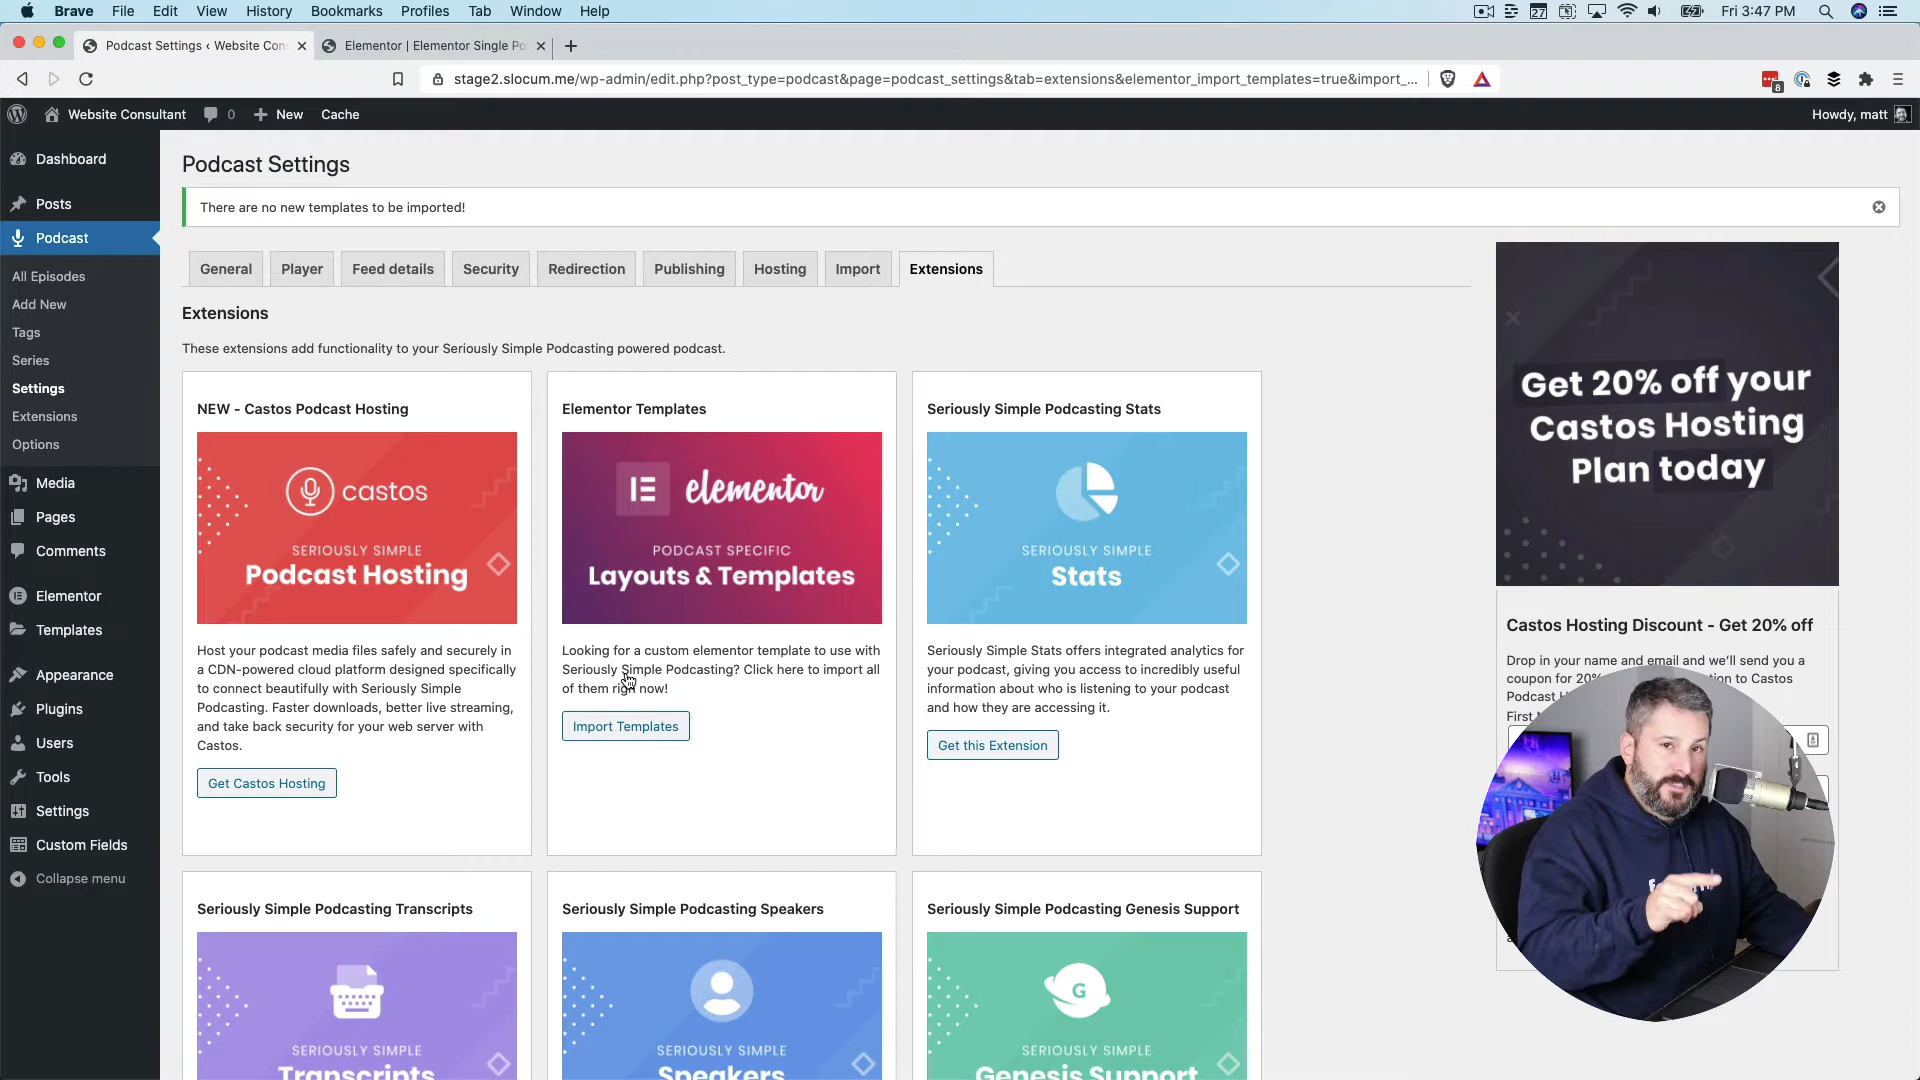 Brave File Edit View History Bookmarks Profiles Tab Window Help
27
Fri 3:47 PM
Podcast Settings ‹ Website Con
Elementor | Elementor Single Po
stage2.slocum.me/wp-admin/edit.php?post_type=podcast&page=podcast_settings&tab=extensions&elementor_import_templates=true&import_...
8
Website Consultant 0 New Cache
Howdy, matt
Dashboard
Posts
Podcast
All Episodes
Add New
Tags
Series
Settings
Extensions
Options
Media
Pages
Comments
Elementor
Templates
Appearance
Plugins
Users
Tools
Settings
Custom Fields
Collapse menu
Podcast Settings
There are no new templates to be imported!
General Player Feed details Security Redirection Publishing Hosting Import Extensions
Extensions
These extensions add functionality to your Seriously Simple Podcasting powered podcast.
NEW - Castos Podcast Hosting
castos
SERIOUSLY SIMPLE
Podcast Hosting
Host your podcast media files safely and securely in
a CDN-powered cloud platform designed specifically
to connect beautifully with Seriously Simple
Podcasting. Faster downloads, better live streaming,
and take back security for your web server with
Castos.
Get Castos Hosting
Elementor Templates
elementor
PODCAST SPECIFIC
Layouts & Templates
Looking for a custom elementor template to use with
Seriously Simple Podcasting? Click here to import all
of them right now!
Import Templates
Seriously Simple Podcasting Stats
SERIOUSLY SIMPLE
Stats
Seriously Simple Stats offers integrated analytics for
your podcast, giving you access to incredibly useful
information about who is listening to your podcast
and how they are accessing it.
Get this Extension
Seriously Simple Podcasting Transcripts
SERIOUSLY SIMPLE
Transcripts
Seriously Simple Podcasting Speakers
SERIOUSLY SIMPLE
Speakers
Seriously Simple Podcasting Genesis Support
G
SERIOUSLY SIMPLE
Genesis Support
Get 20% off your
Castos Hosting
Plan today
Castos Hosting Discount - Get 20% off
Drop in your name and email and we'll send you a
coupon for 20%
to Castos
Podcast
First